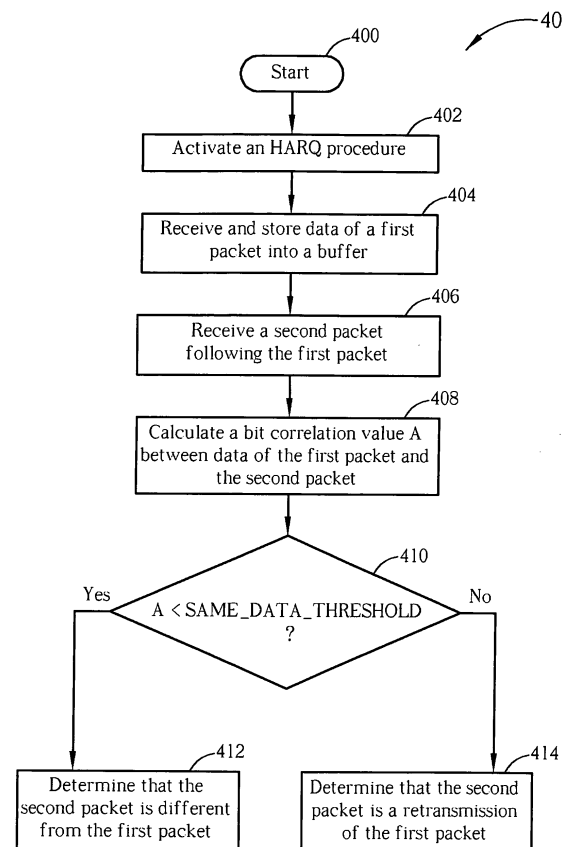 40
400
Start
402
Activate an HARQ procedure
404
Receive and store data of a first
packet into a buffer
406
Receive a second packet
following the first packet
408
Calculate a bit correlation value A
between data of the first packet and
the second packet
410
Yes
A < SAME_DATA_THRESHOLD
?
No
412
Determine that the
second packet is different
from the first packet
414
Determine that the second
packet is a retransmission
of the first packet